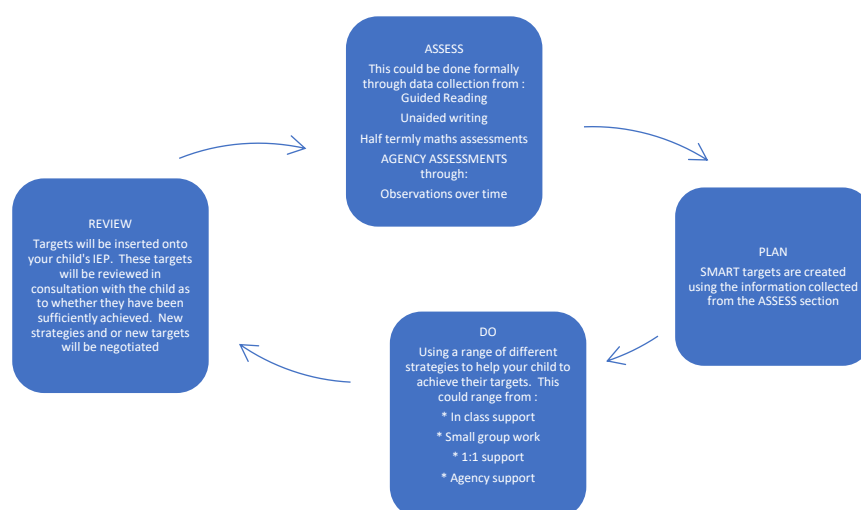 ASSESS
This could be done formally
through data collection from :
Guided Reading
Unaided writing
Half termly maths assessments
AGENCY ASSESSMENTS
through:
Observations over time
PLAN
SMART targets are created
using the information collected
from the ASSESS section
DO
Using a range of different
strategies to help your child to
achieve their targets.  This
could range from :
* In class support
* Small group work
* 1:1 support
* Agency support
REVIEW
Targets will be inserted onto
your child's IEP.  These targets
will be reviewed in
consultation with the child as
to whether they have been
sufficiently achieved.  New
strategies and or new targets
will be negotiated